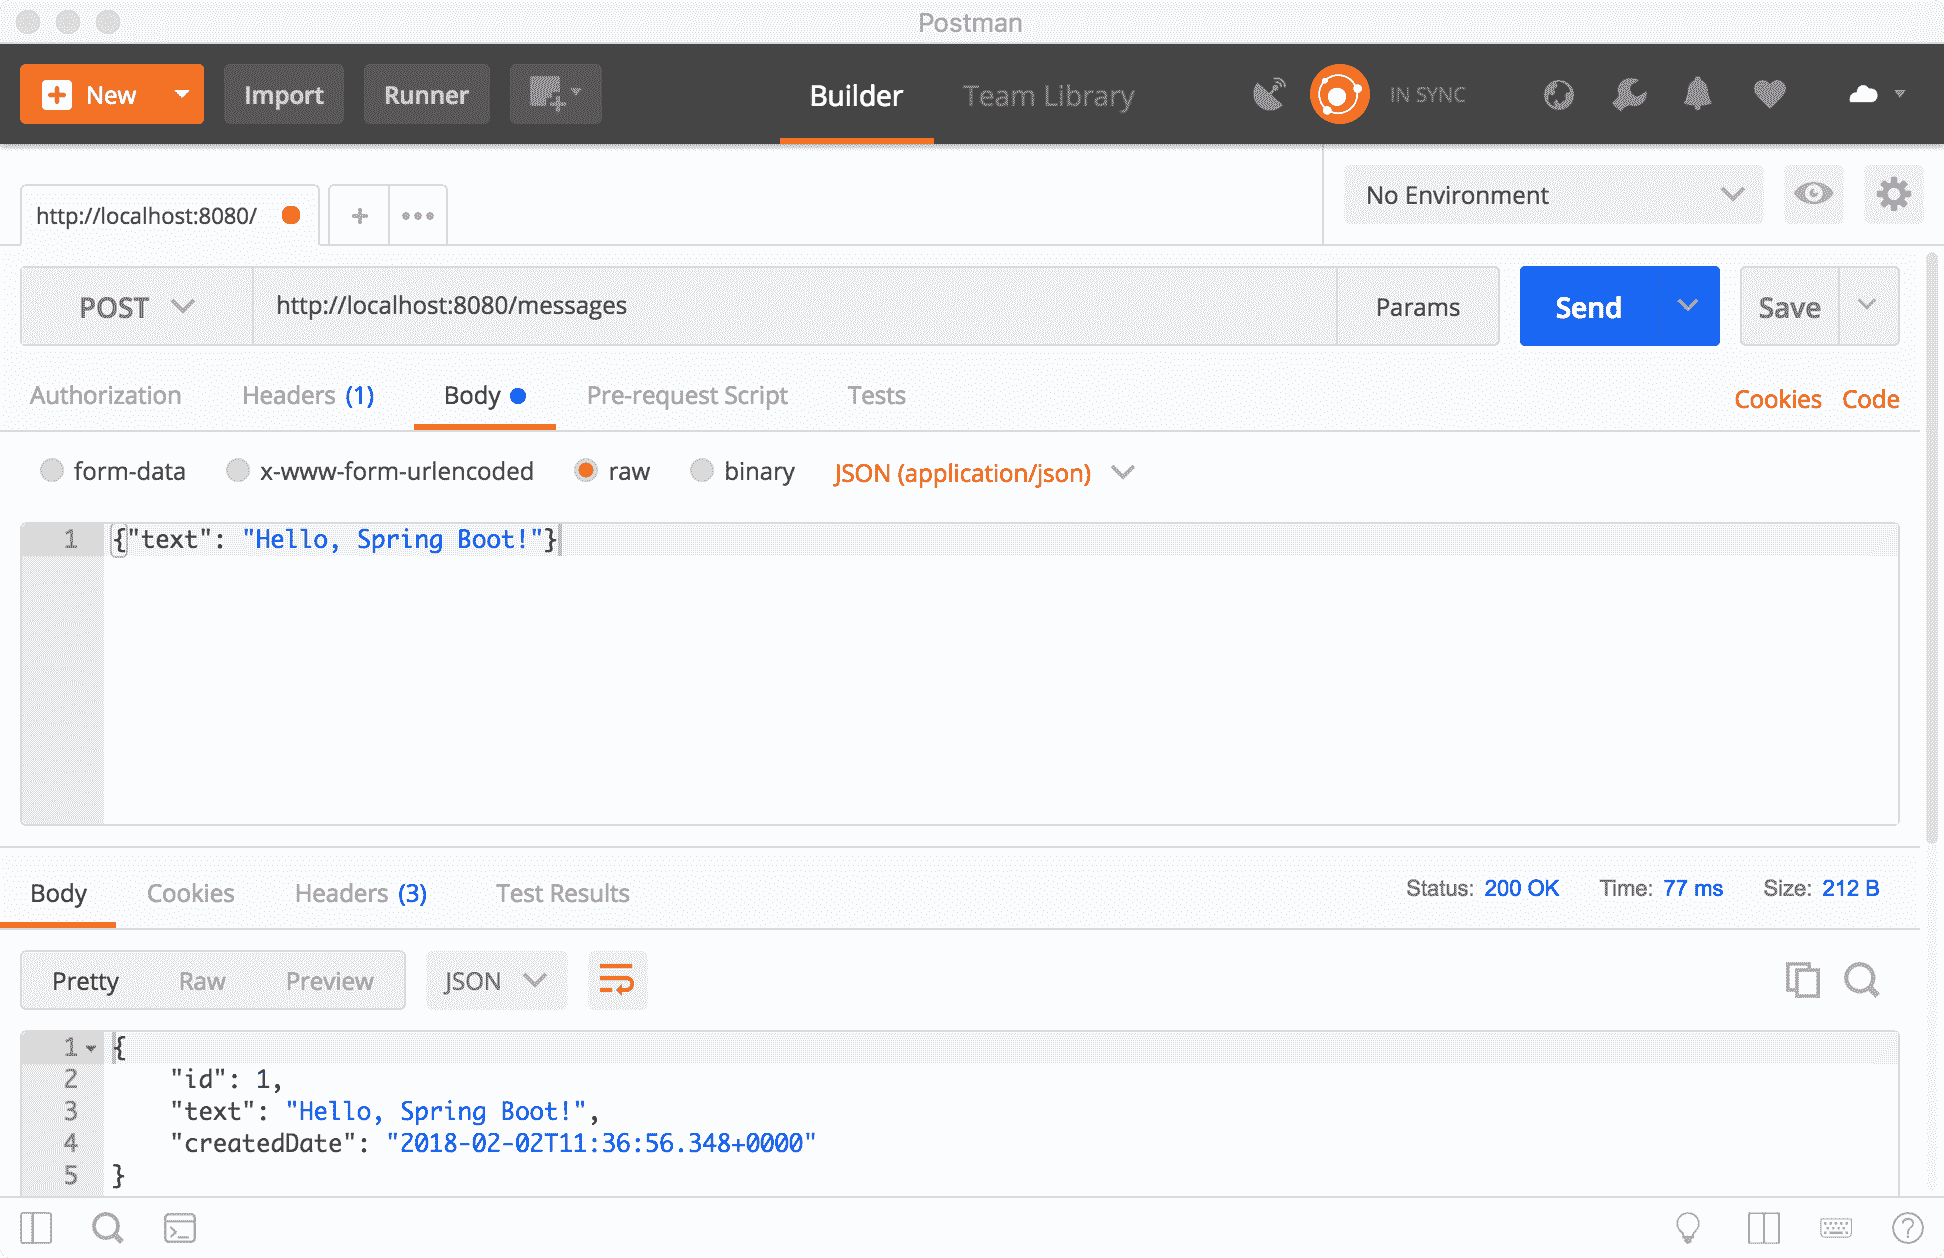 Postman
New Import Runner Builder Team Library IN SYNC
http://localhost:8080/ No Environment
POST http://localhost:8080/messages Params Send Save
Authorization Headers (1) Body Pre-request Script Tests Cookies Code
form-data x-www-form-urlencoded raw binary JSON (application/json)
1 {"text": "Hello, Spring Boot!"}
Body Cookies Headers (3) Test Results Status: 200 OK Time: 77 ms Size: 212 B
Pretty Raw Preview JSON
1 {
2 "id": 1,
3 "text": "Hello, Spring Boot!",
4 "createdDate": "2018-02-02T11:36:56.348+0000"
5 }